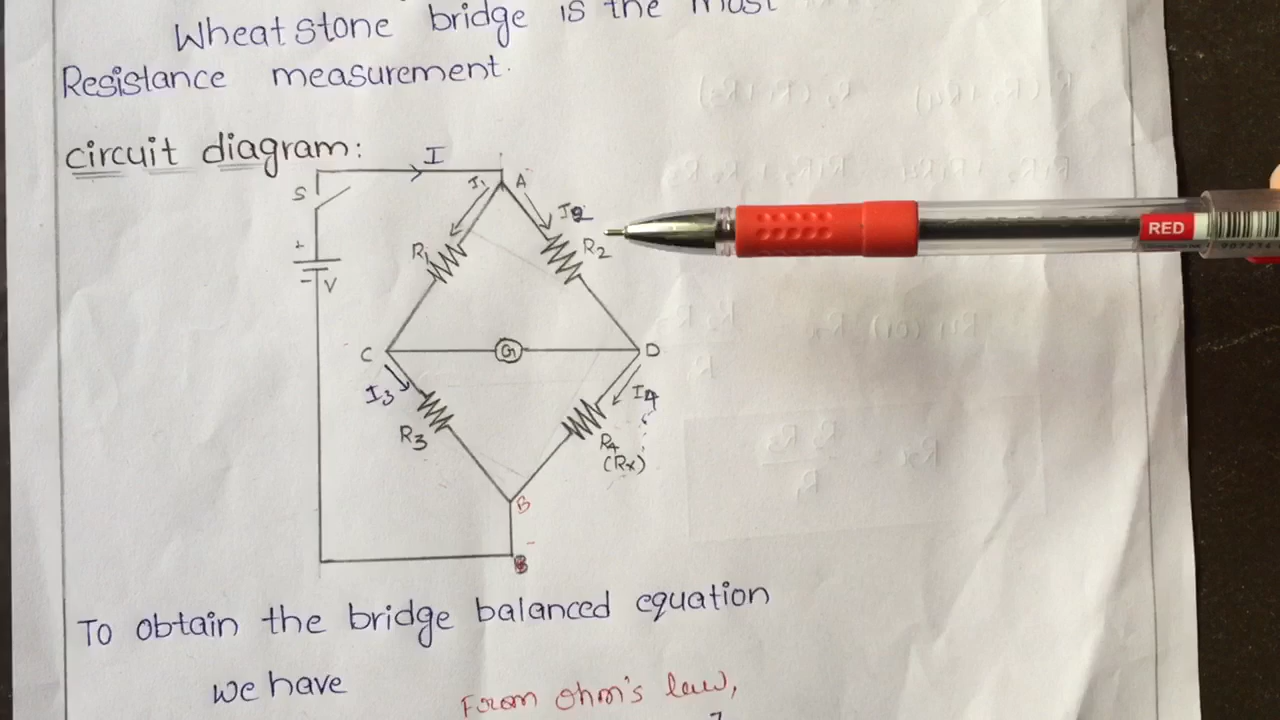 Wheatstone bridge is the most
Resistance measurement.
circuit diagram:
I
S
I1
A
I2
R1
R2
+
- V
C
G
D
I3
I4
R3
R4
(Rx)
B
-
B
RED
To obtain the bridge balanced equation
we have
From ohm's law,